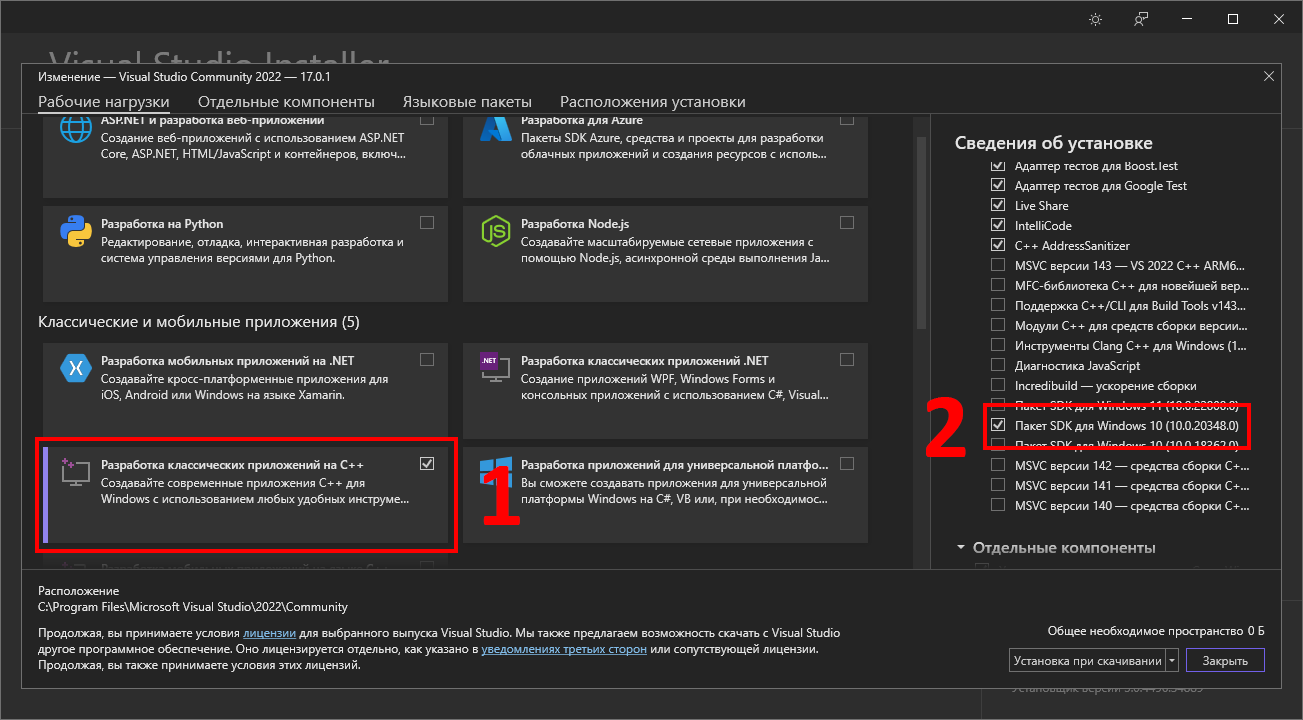 Visual Studio Installer
Изменение — Visual Studio Community 2022 — 17.0.1
Рабочие нагрузки
Отдельные компоненты
Языковые пакеты
Расположения установки
ASP.NET и разработка веб-приложений
Создание веб-приложений с использованием ASP.NET
Core, ASP.NET, HTML/JavaScript и контейнеров, включ...
Разработка для Azure
Пакеты SDK Azure, средства и проекты для разработки
облачных приложений и создания ресурсов с исполь...
Разработка на Python
Редактирование, отладка, интерактивная разработка и
система управления версиями для Python.
JS
Разработка Node.js
Создавайте масштабируемые сетевые приложения с
помощью Node.js, асинхронной среды выполнения Ja...
Классические и мобильные приложения (5)
Разработка мобильных приложений на .NET
Создавайте кросс-платформенные приложения для
iOS, Android или Windows на языке Xamarin.
.NET
Разработка классических приложений .NET
Создание приложений WPF, Windows Forms и
консольных приложений с использованием C#, Visual...
Разработка классических приложений на C++
Создавайте современные приложения C++ для
Windows с использованием любых удобных инструме...
1
Разработка приложений для универсальной платфо...
Вы сможете создавать приложения для универсальной
платформы Windows на C#, VB или, при необходимос...
Сведения об установке
Адаптер тестов для Boost.Test
Адаптер тестов для Google Test
Live Share
IntelliCode
C++ AddressSanitizer
MSVC версии 143 — VS 2022 C++ ARM6...
MFC-библиотека C++ для новейшей вер...
Поддержка C++/CLI для Build Tools v143...
Модули C++ для средств сборки версии...
Инструменты Clang C++ для Windows (1...
Диагностика JavaScript
Incredibuild — ускорение сборки
2
Пакет SDK для Windows 11 (10.0.22000.0)
Пакет SDK для Windows 10 (10.0.20348.0)
Пакет SDK для Windows 10 (10.0.18362.0)
MSVC версии 142 — средства сборки C+...
MSVC версии 141 — средства сборки C+...
MSVC версии 140 — средства сборки C+...
Отдельные компоненты
Расположение
C:\Program Files\Microsoft Visual Studio\2022\Community
Продолжая, вы принимаете условия лицензии для выбранного выпуска Visual Studio. Мы также предлагаем возможность скачать с Visual Studio
другое программное обеспечение. Оно лицензируется отдельно, как указано в уведомлениях третьих сторон или сопутствующей лицензии.
Продолжая, вы также принимаете условия этих лицензий.
Общее необходимое пространство 0 Б
Установка при скачивании
Закрыть